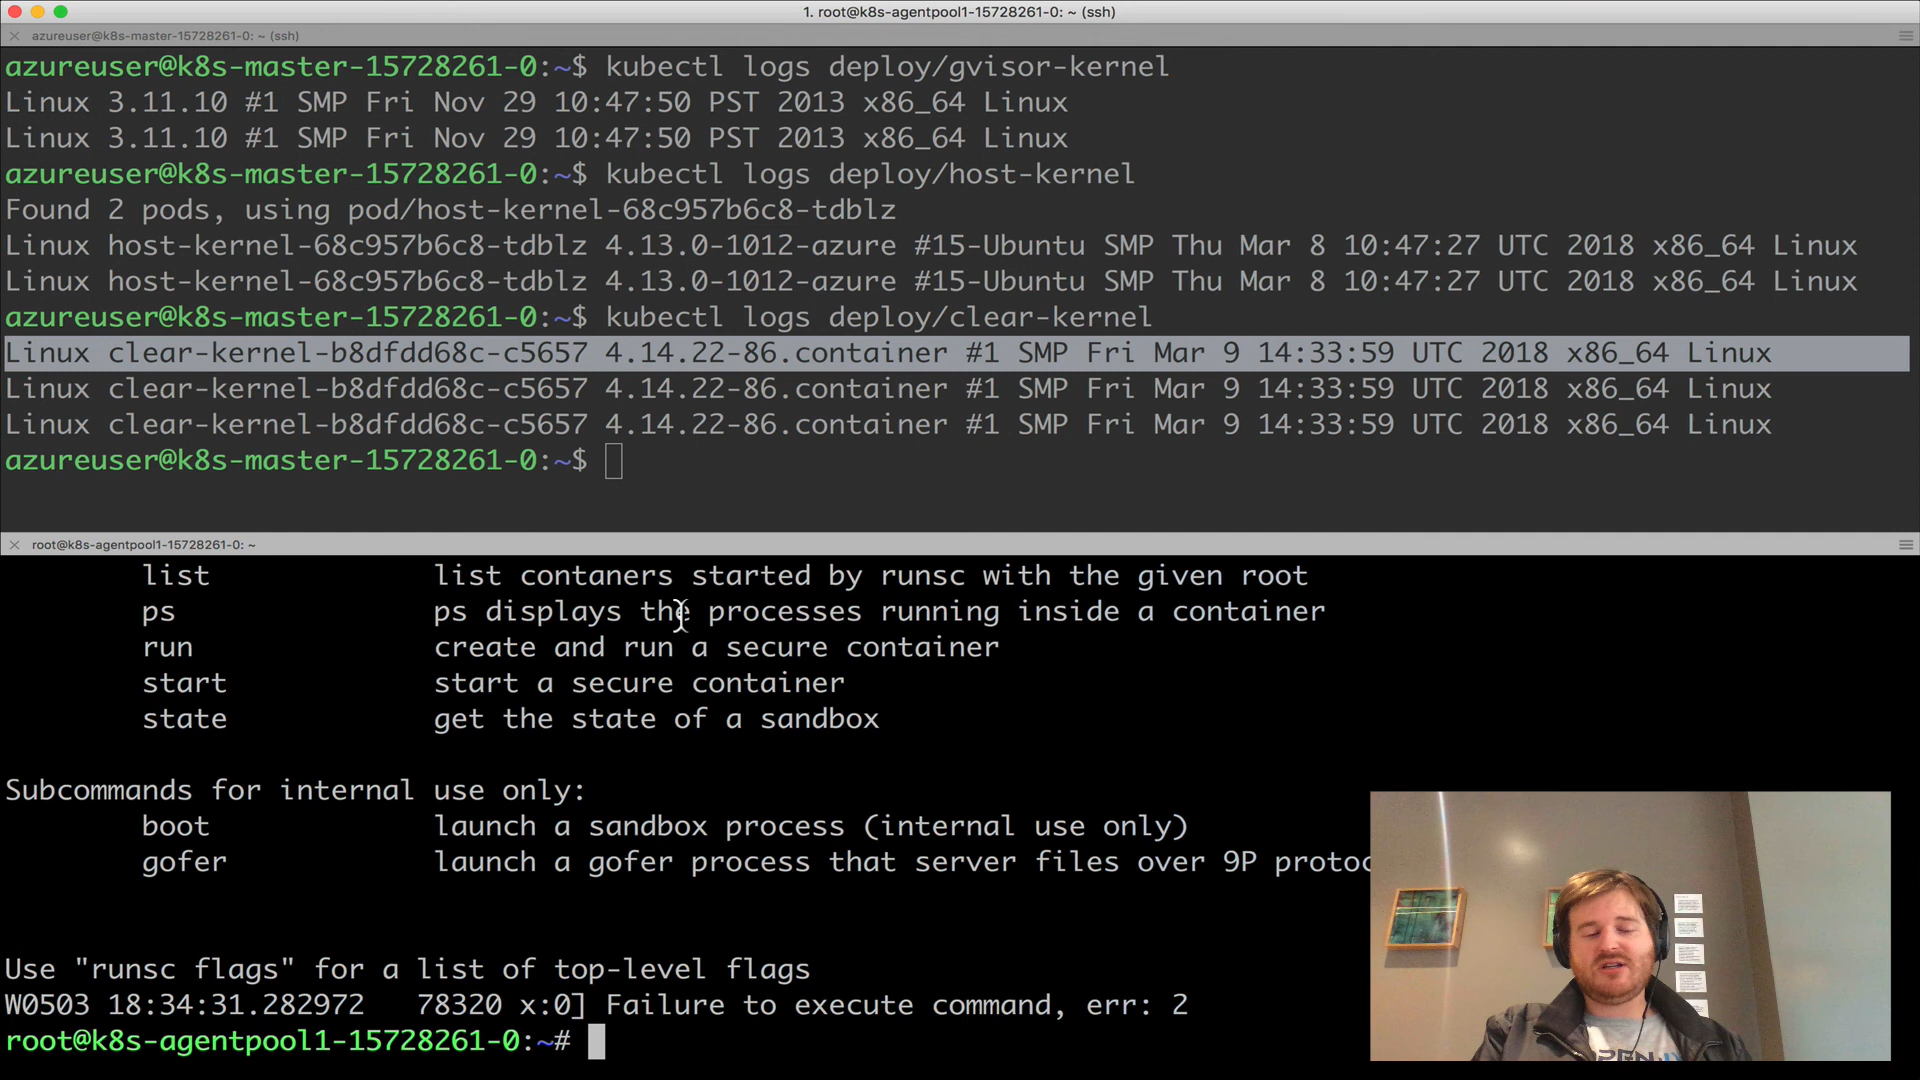 1. root@k8s-agentpool1-15728261-0: ~ (ssh)
azureuser@k8s-master-15728261-0: ~ (ssh)
azureuser@k8s-master-15728261-0:~$ kubectl logs deploy/gvisor-kernel
Linux 3.11.10 #1 SMP Fri Nov 29 10:47:50 PST 2013 x86_64 Linux
Linux 3.11.10 #1 SMP Fri Nov 29 10:47:50 PST 2013 x86_64 Linux
azureuser@k8s-master-15728261-0:~$ kubectl logs deploy/host-kernel
Found 2 pods, using pod/host-kernel-68c957b6c8-tdblz
Linux host-kernel-68c957b6c8-tdblz 4.13.0-1012-azure #15-Ubuntu SMP Thu Mar 8 10:47:27 UTC 2018 x86_64 Linux
Linux host-kernel-68c957b6c8-tdblz 4.13.0-1012-azure #15-Ubuntu SMP Thu Mar 8 10:47:27 UTC 2018 x86_64 Linux
azureuser@k8s-master-15728261-0:~$ kubectl logs deploy/clear-kernel
Linux clear-kernel-b8dfdd68c-c5657 4.14.22-86.container #1 SMP Fri Mar 9 14:33:59 UTC 2018 x86_64 Linux
Linux clear-kernel-b8dfdd68c-c5657 4.14.22-86.container #1 SMP Fri Mar 9 14:33:59 UTC 2018 x86_64 Linux
Linux clear-kernel-b8dfdd68c-c5657 4.14.22-86.container #1 SMP Fri Mar 9 14:33:59 UTC 2018 x86_64 Linux
azureuser@k8s-master-15728261-0:~$
root@k8s-agentpool1-15728261-0: ~
list list contaners started by runsc with the given root
ps ps displays the processes running inside a container
run create and run a secure container
start start a secure container
state get the state of a sandbox
Subcommands for internal use only:
boot launch a sandbox process (internal use only)
gofer launch a gofer process that server files over 9P protoc
Use "runsc flags" for a list of top-level flags
W0503 18:34:31.282972 78320 x:0] Failure to execute command, err: 2
root@k8s-agentpool1-15728261-0:~#